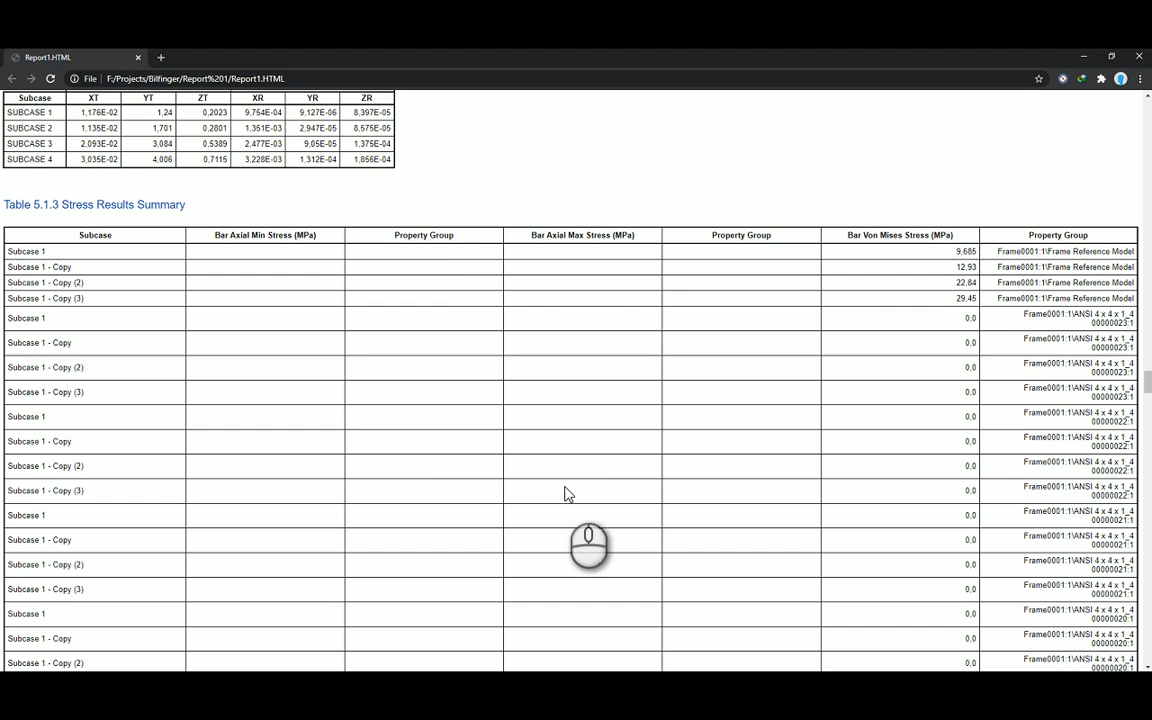 Report1.HTML
File F:/Projects/Bilfinger/Report%201/Report1.HTML
Subcase XT YT ZT XR YR ZR
SUBCASE 1 1,176E-02 1,24 0,2023 9,754E-04 9,127E-06 8,397E-05
SUBCASE 2 1,135E-02 1,701 0,2801 1,351E-03 2,947E-05 8,575E-05
SUBCASE 3 2,093E-02 3,084 0,5389 2,477E-03 9,05E-05 1,375E-04
SUBCASE 4 3,035E-02 4,006 0,7115 3,228E-03 1,312E-04 1,856E-04
Table 5.1.3 Stress Results Summary
Subcase Bar Axial Min Stress (MPa) Property Group Bar Axial Max Stress (MPa) Property Group Bar Von Mises Stress (MPa) Property Group
Subcase 1 9,685 Frame0001:1\Frame Reference Model
Subcase 1 - Copy 12,93 Frame0001:1\Frame Reference Model
Subcase 1 - Copy (2) 22,84 Frame0001:1\Frame Reference Model
Subcase 1 - Copy (3) 29,45 Frame0001:1\Frame Reference Model
Subcase 1 0,0 Frame0001:1\ANSI 4 x 4 x 1_4
00000023:1
Subcase 1 - Copy 0,0 Frame0001:1\ANSI 4 x 4 x 1_4
00000023:1
Subcase 1 - Copy (2) 0,0 Frame0001:1\ANSI 4 x 4 x 1_4
00000023:1
Subcase 1 - Copy (3) 0,0 Frame0001:1\ANSI 4 x 4 x 1_4
00000023:1
Subcase 1 0,0 Frame0001:1\ANSI 4 x 4 x 1_4
00000022:1
Subcase 1 - Copy 0,0 Frame0001:1\ANSI 4 x 4 x 1_4
00000022:1
Subcase 1 - Copy (2) 0,0 Frame0001:1\ANSI 4 x 4 x 1_4
00000022:1
Subcase 1 - Copy (3) 0,0 Frame0001:1\ANSI 4 x 4 x 1_4
00000022:1
Subcase 1 0,0 Frame0001:1\ANSI 4 x 4 x 1_4
00000021:1
Subcase 1 - Copy 0,0 Frame0001:1\ANSI 4 x 4 x 1_4
00000021:1
Subcase 1 - Copy (2) 0,0 Frame0001:1\ANSI 4 x 4 x 1_4
00000021:1
Subcase 1 - Copy (3) 0,0 Frame0001:1\ANSI 4 x 4 x 1_4
00000021:1
Subcase 1 0,0 Frame0001:1\ANSI 4 x 4 x 1_4
00000020:1
Subcase 1 - Copy 0,0 Frame0001:1\ANSI 4 x 4 x 1_4
00000020:1
Subcase 1 - Copy (2) 0,0 Frame0001:1\ANSI 4 x 4 x 1_4
00000020:1